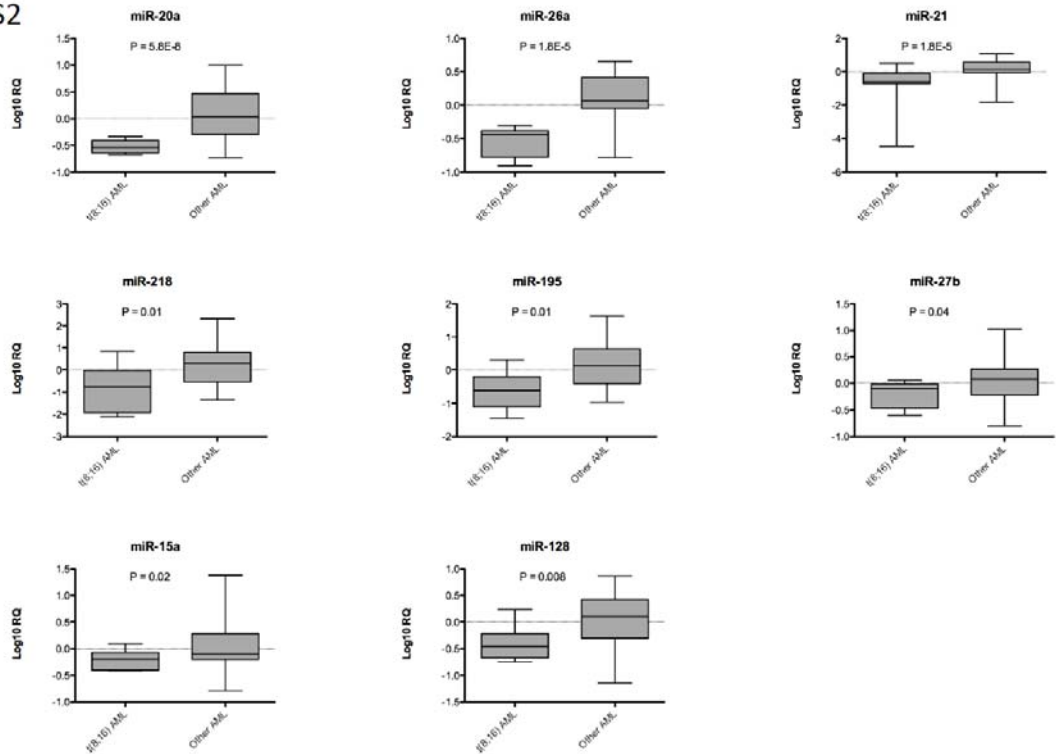 S2
miR-20a
P = 5.8E-8
Log10 RQ
1.5
1.0
0.5
0.0
-0.5
-1.0
t(8;16) AML
Other AML
miR-26a
P = 1.8E-5
Log10 RQ
1.0
0.5
0.0
-0.5
-1.0
t(8;16) AML
Other AML
miR-21
P = 1.8E-5
Log10 RQ
2
0
-2
-4
-6
t(8;16) AML
Other AML
miR-218
P = 0.01
Log10 RQ
3
2
1
0
-1
-2
-3
t(8;16) AML
Other AML
miR-195
P = 0.01
Log10 RQ
2
1
0
-1
-2
t(8;16) AML
Other AML
miR-27b
P = 0.04
Log10 RQ
1.5
1.0
0.5
0.0
-0.5
-1.0
t(8;16) AML
Other AML
miR-15a
P = 0.02
Log10 RQ
1.5
1.0
0.5
0.0
-0.5
-1.0
t(8;16) AML
Other AML
miR-128
P = 0.008
Log10 RQ
1.0
0.5
0.0
-0.5
-1.0
-1.5
t(8;16) AML
Other AML